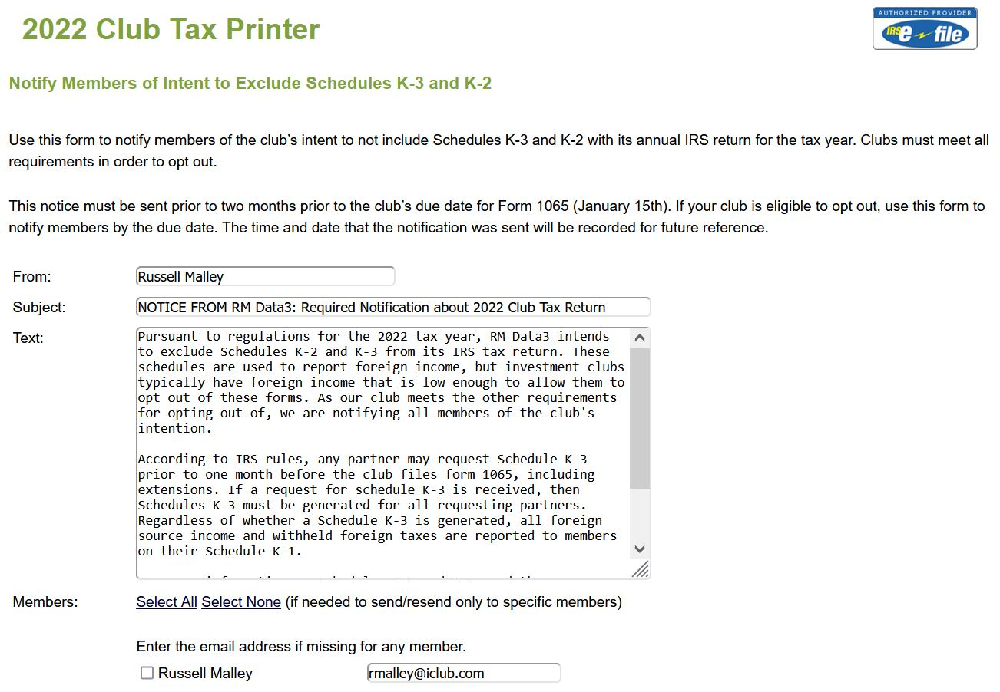 2022 Club Tax Printer
AUTHORIZED PROVIDER
IRS e file
Notify Members of Intent to Exclude Schedules K-3 and K-2
Use this form to notify members of the club’s intent to not include Schedules K-3 and K-2 with its annual IRS return for the tax year. Clubs must meet all
requirements in order to opt out.
This notice must be sent prior to two months prior to the club’s due date for Form 1065 (January 15th). If your club is eligible to opt out, use this form to
notify members by the due date. The time and date that the notification was sent will be recorded for future reference.
From: Russell Malley
Subject: NOTICE FROM RM Data3: Required Notification about 2022 Club Tax Return
Text: Pursuant to regulations for the 2022 tax year, RM Data3 intends
to exclude Schedules K-2 and K-3 from its IRS tax return. These
schedules are used to report foreign income, but investment clubs
typically have foreign income that is low enough to allow them to
opt out of these forms. As our club meets the other requirements
for opting out of, we are notifying all members of the club's
intention.
According to IRS rules, any partner may request Schedule K-3
prior to one month before the club files form 1065, including
extensions. If a request for schedule K-3 is received, then
Schedules K-3 must be generated for all requesting partners.
Regardless of whether a Schedule K-3 is generated, all foreign
source income and withheld foreign taxes are reported to members
on their Schedule K-1.
Members: Select All Select None (if needed to send/resend only to specific members)
Enter the email address if missing for any member.
Russell Malley rmalley@iclub.com